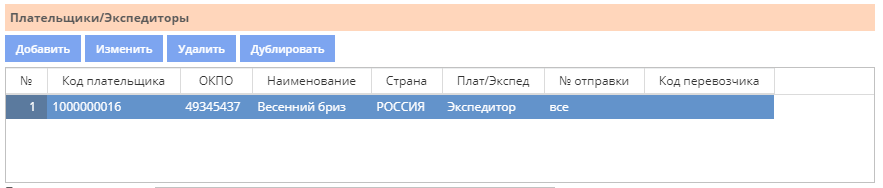 Плательщики/Экспедиторы
Добавить Изменить Удалить Дублировать
№ Код плательщика ОКПО Наименование Страна Плат/Экспед № отправки Код перевозчика
1 1000000016 49345437 Весенний бриз РОССИЯ Экспедитор все